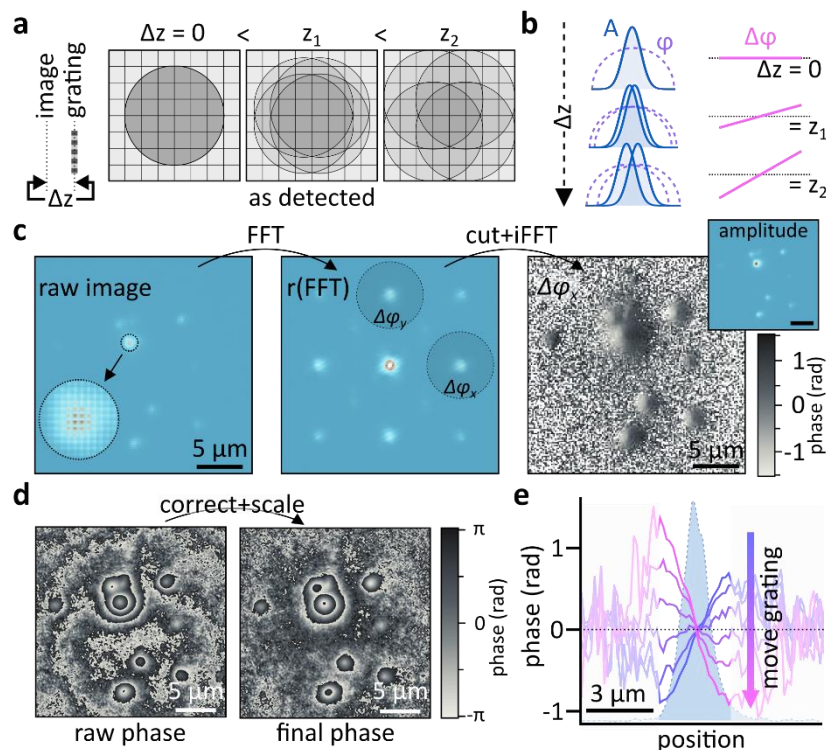 a
Δz = 0 < z₁ < z₂
image
grating
Δz
as detected
b
A
φ
Δφ
Δz
Δz = 0
= z₁
= z₂
c
FFT
cut+iFFT
raw image
5 μm
r(FFT)
Δφy
Δφx
Δφx
5 μm
amplitude
1
0
-1
phase (rad)
d
correct+scale
5 μm
raw phase
5 μm
final phase
π
0
-π
phase (rad)
e
1
0
-1
phase (rad)
move grating
3 μm
position